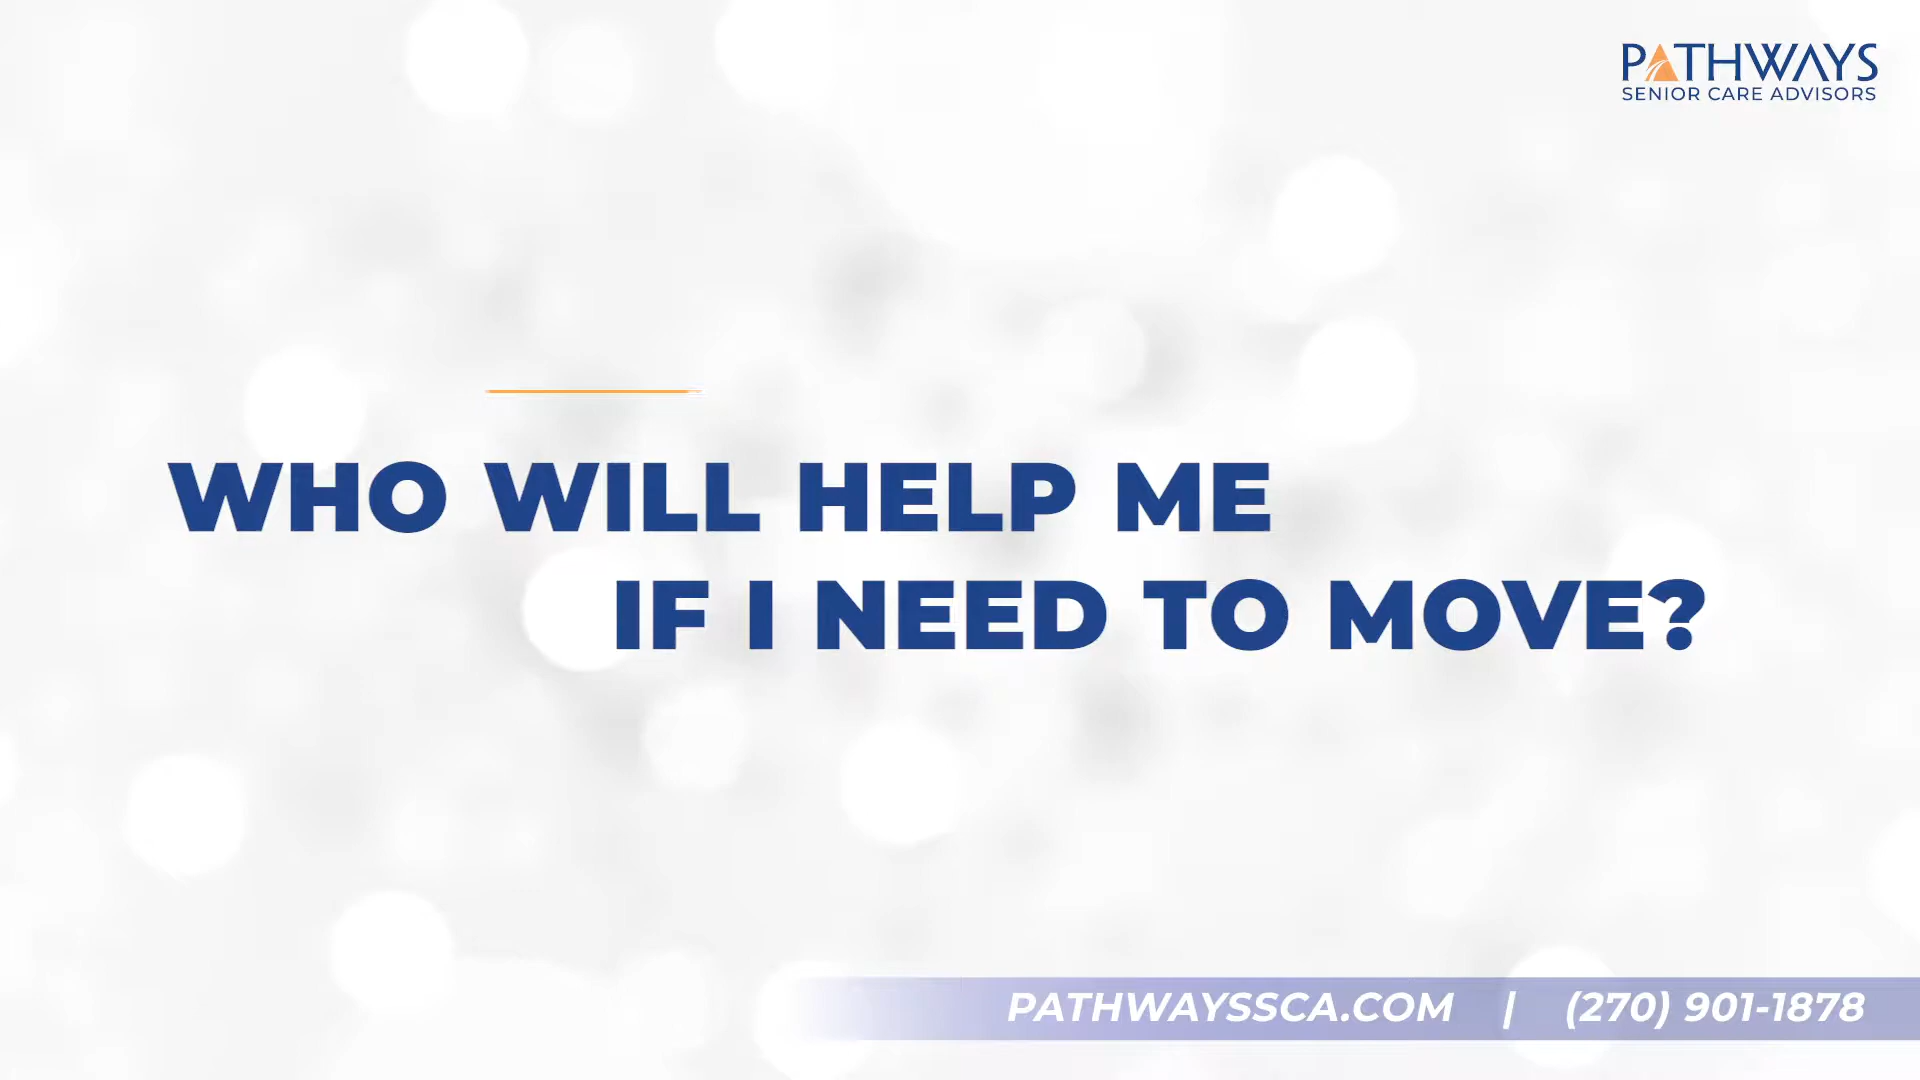 PATHWAYS
SENIOR CARE ADVISORS
WHO WILL HELP ME
IF I NEED TO MOVE?
PATHWAYSSCA.COM | (270) 901-1878